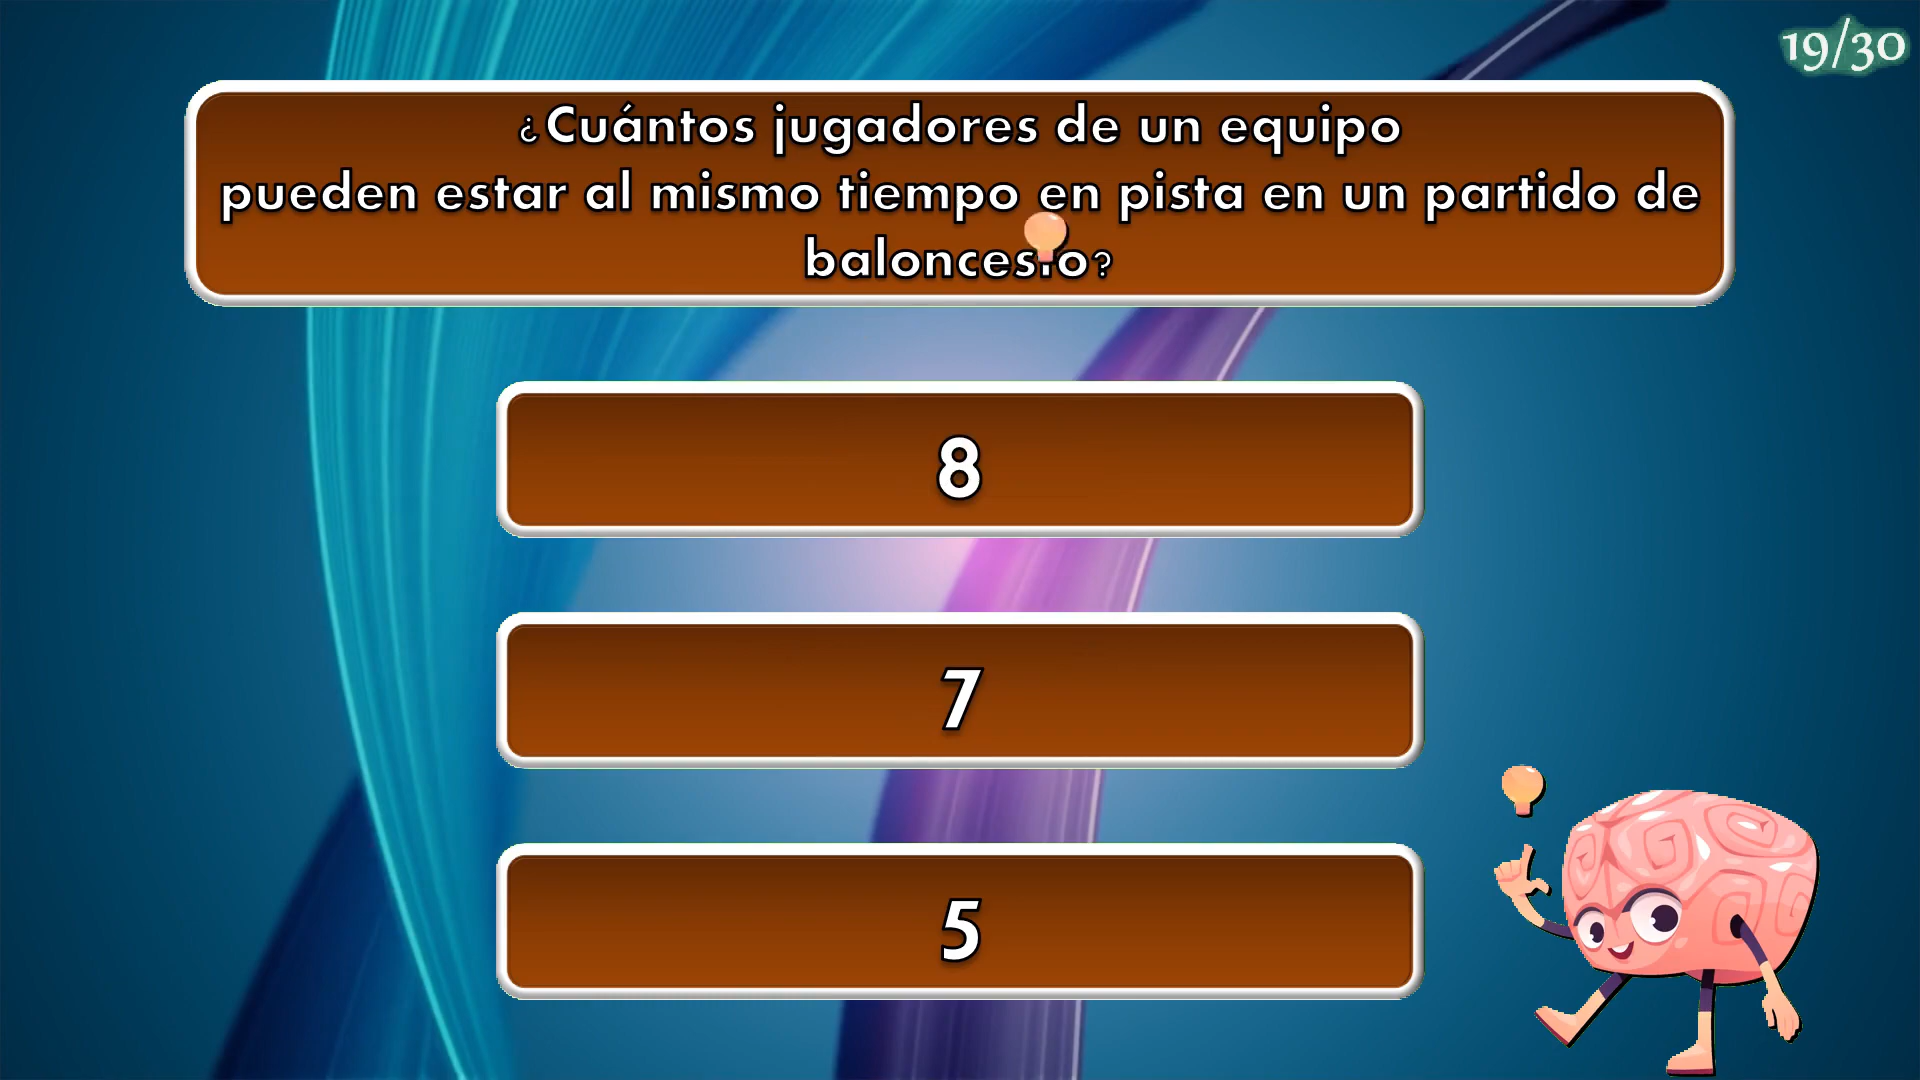 19/30
¿Cuántos jugadores de un equipo
pueden estar al mismo tiempo en pista en un partido de
baloncesto?
8
7
5